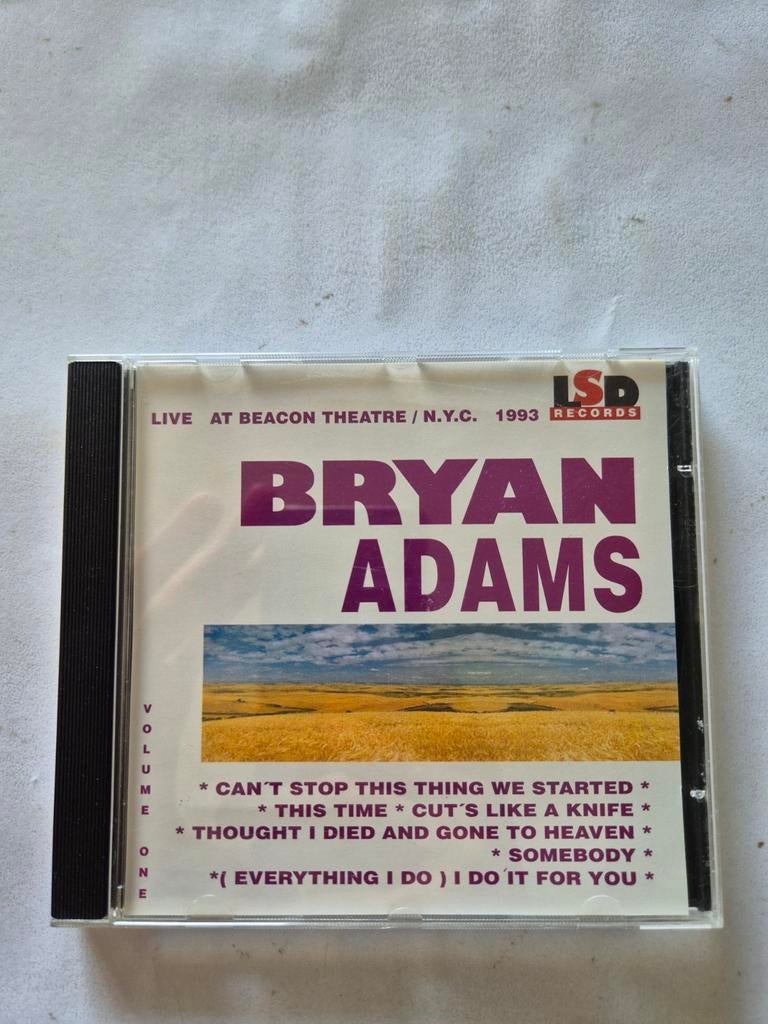 LSD
RECORDS
LIVE AT BEACON THEATRE / N.Y.C. 1993
BRYAN
ADAMS
VOLUME ONE
* CAN´T STOP THIS THING WE STARTED *
* THIS TIME * CUT´S LIKE A KNIFE *
* THOUGHT I DIED AND GONE TO HEAVEN *
* SOMEBODY *
*( EVERYTHING I DO ) I DO´IT FOR YOU *